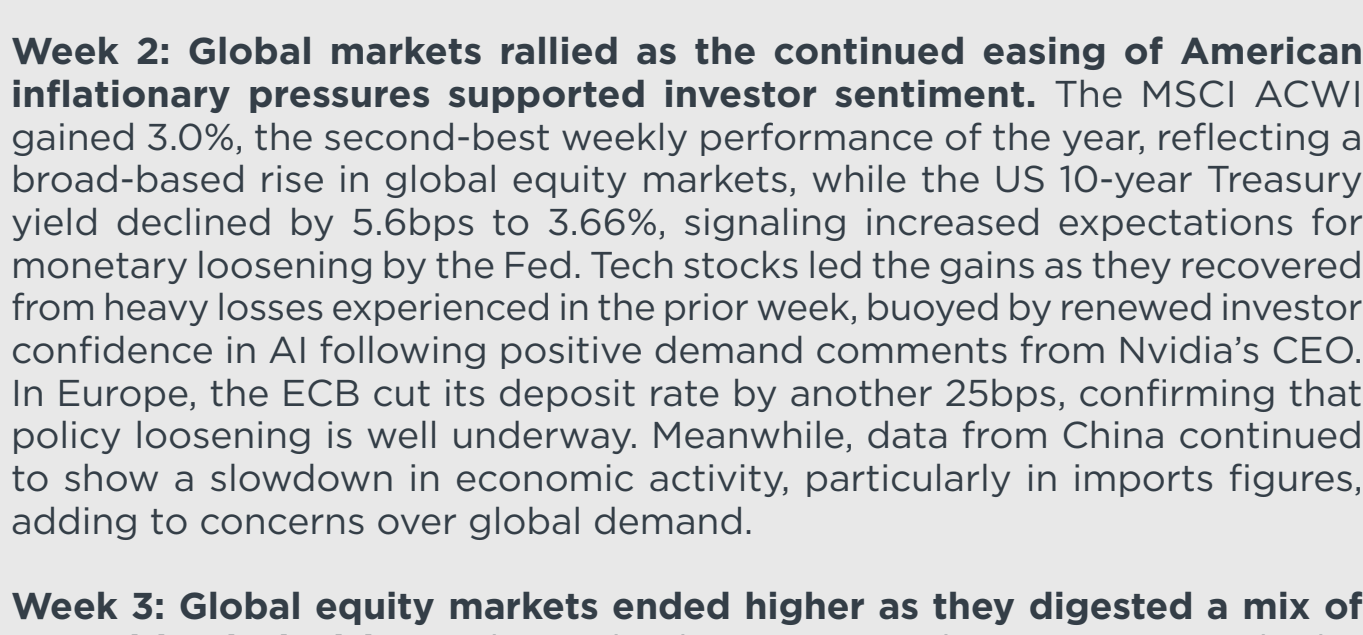 Week 2: Global markets rallied as the continued easing of American
inflationary pressures supported investor sentiment. The MSCI ACWI
gained 3.0%, the second-best weekly performance of the year, reflecting a
broad-based rise in global equity markets, while the US 10-year Treasury
yield declined by 5.6bps to 3.66%, signaling increased expectations for
monetary loosening by the Fed. Tech stocks led the gains as they recovered
from heavy losses experienced in the prior week, buoyed by renewed investor
confidence in AI following positive demand comments from Nvidia’s CEO.
In Europe, the ECB cut its deposit rate by another 25bps, confirming that
policy loosening is well underway. Meanwhile, data from China continued
to show a slowdown in economic activity, particularly in imports figures,
adding to concerns over global demand.
Week 3: Global equity markets ended higher as they digested a mix of